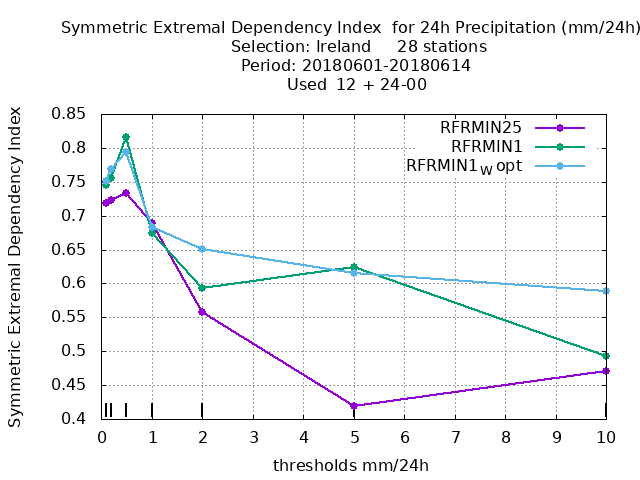 Symmetric Extremal Dependency Index  for 24h Precipitation (mm/24h)
Selection: Ireland     28 stations
Period: 20180601-20180614
Used  12 + 24-00
Symmetric Extremal Dependency Index
0.85
0.8
0.75
0.7
0.65
0.6
0.55
0.5
0.45
0.4
RFRMIN25
RFRMIN1
RFRMIN1W opt
0 1 2 3 4 5 6 7 8 9 10
thresholds mm/24h